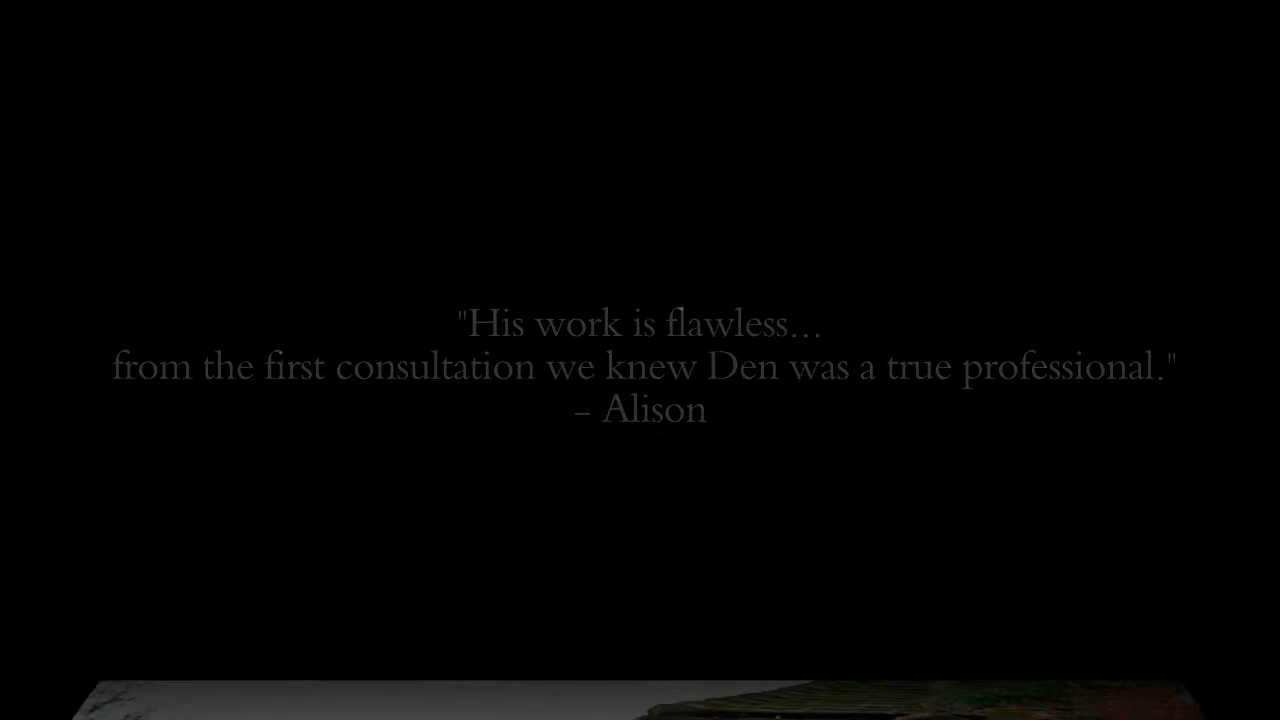 "His work is flawless...
from the first consultation we knew Den was a true professional."
– Alison